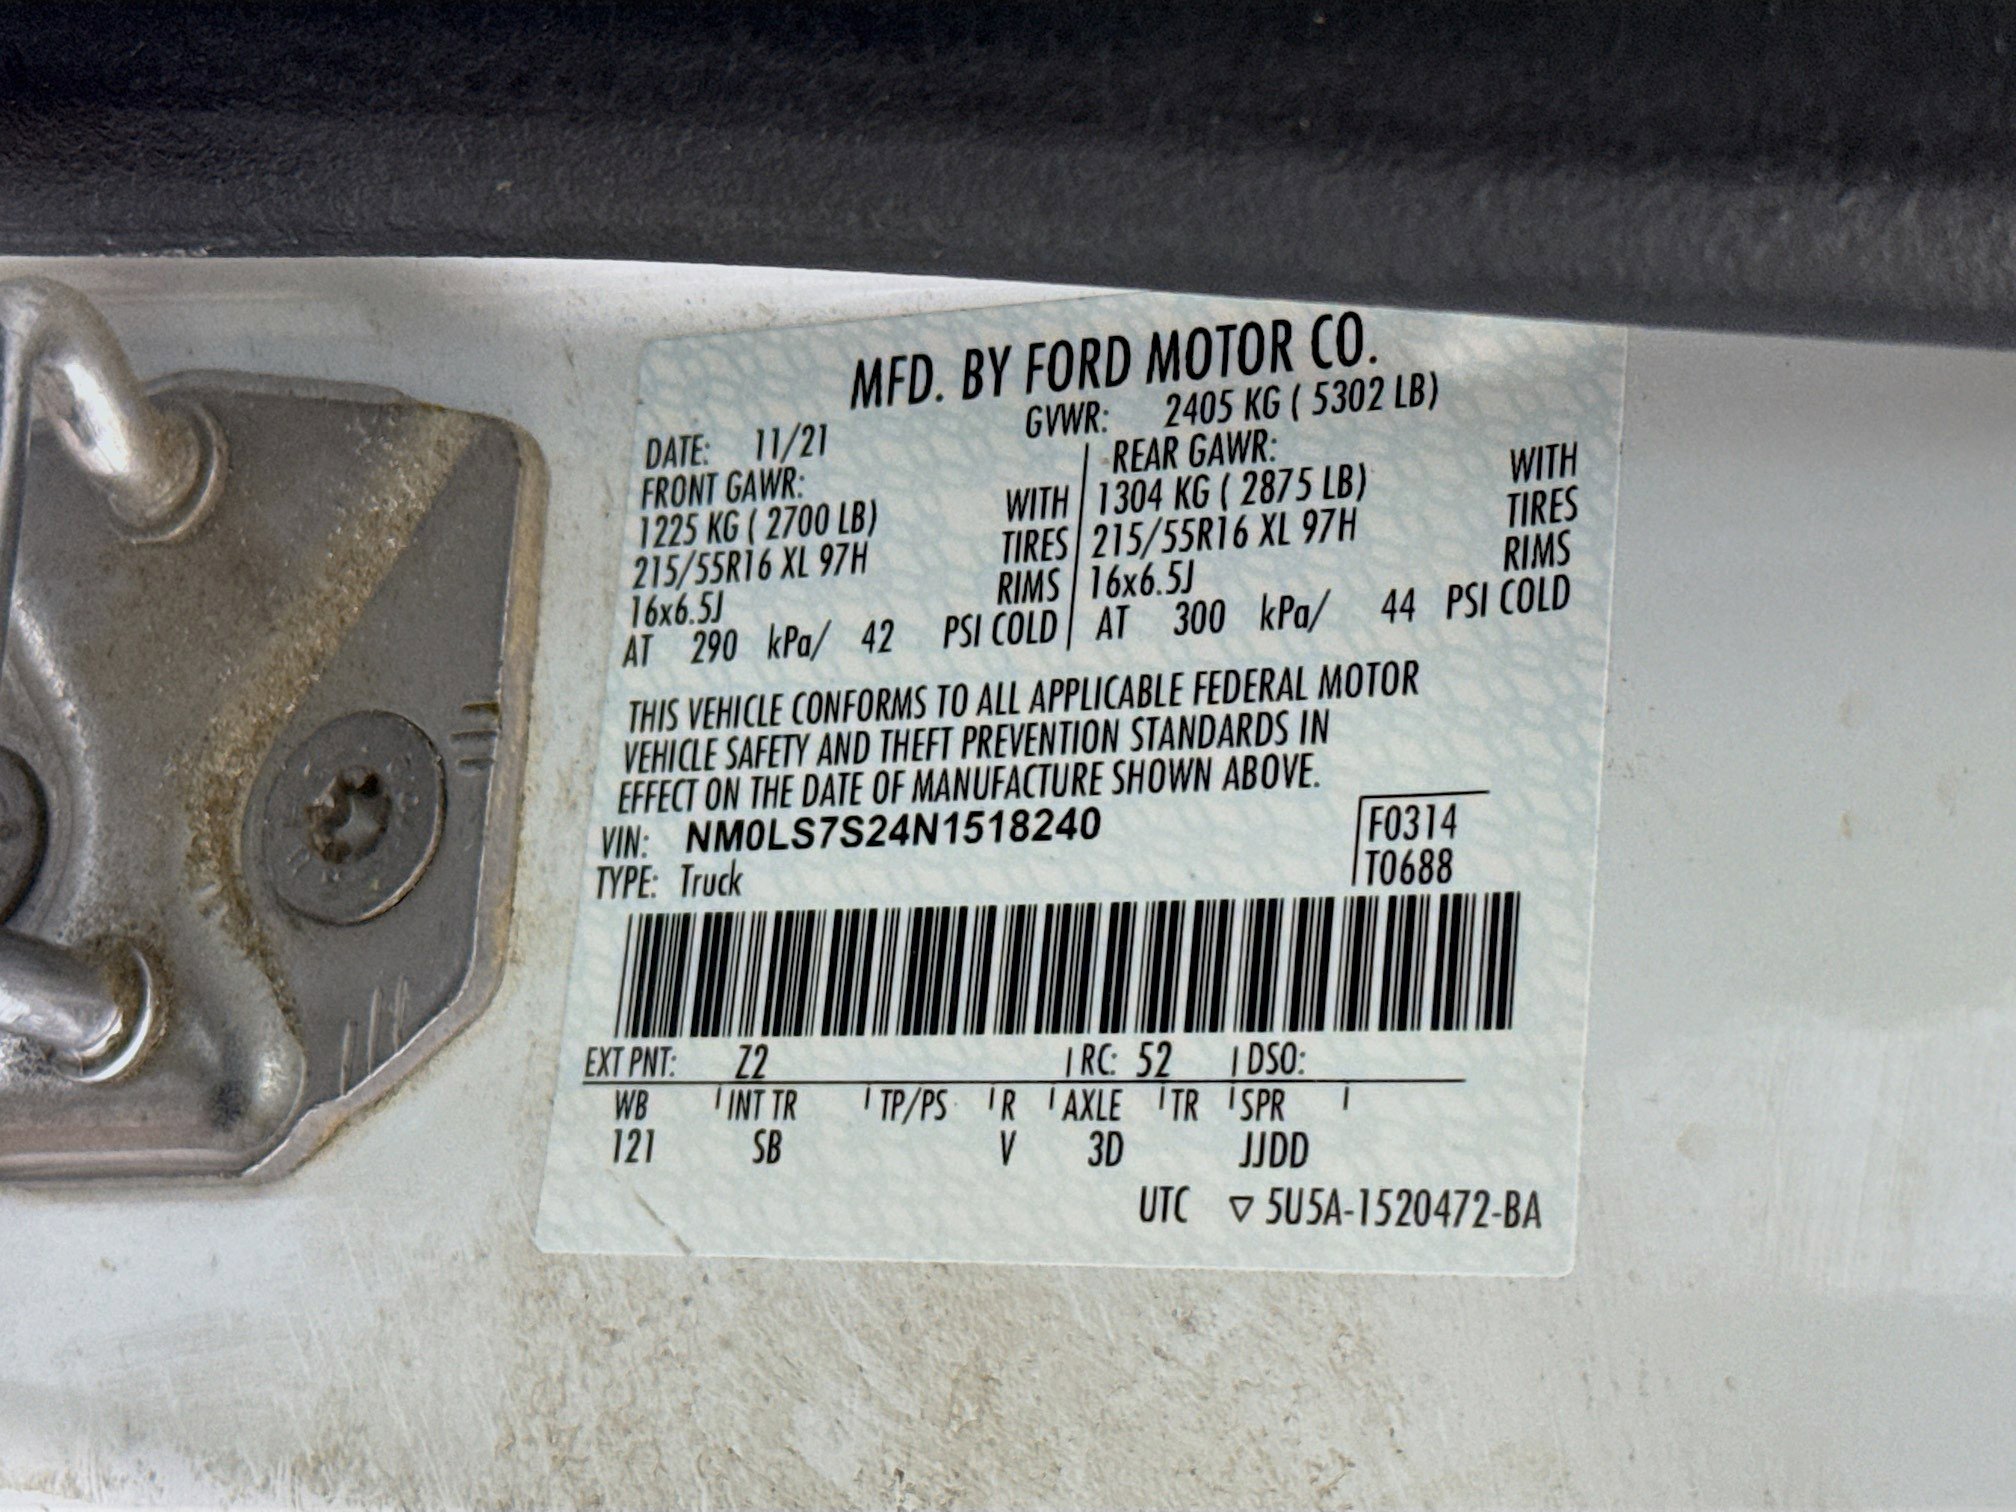 MFD. BY FORD MOTOR CO.
DATE: 11/21 GVWR: 2405 KG ( 5302 LB)
FRONT GAWR: REAR GAWR:
1225 KG ( 2700 LB) WITH 1304 KG ( 2875 LB) WITH
215/55R16 XL 97H TIRES 215/55R16 XL 97H TIRES
16x6.5J RIMS 16x6.5J RIMS
AT 290 kPa/ 42 PSI COLD AT 300 kPa/ 44 PSI COLD
THIS VEHICLE CONFORMS TO ALL APPLICABLE FEDERAL MOTOR
VEHICLE SAFETY AND THEFT PREVENTION STANDARDS IN
EFFECT ON THE DATE OF MANUFACTURE SHOWN ABOVE.
VIN: NM0LS7S24N1518240 F0314
TYPE: Truck T0688
EXT PNT: Z2 RC: 52 DSO:
WB INT TR TP/PS R AXLE TR SPR
121 SB V 3D JJDD
UTC ▽ 5U5A-1520472-BA